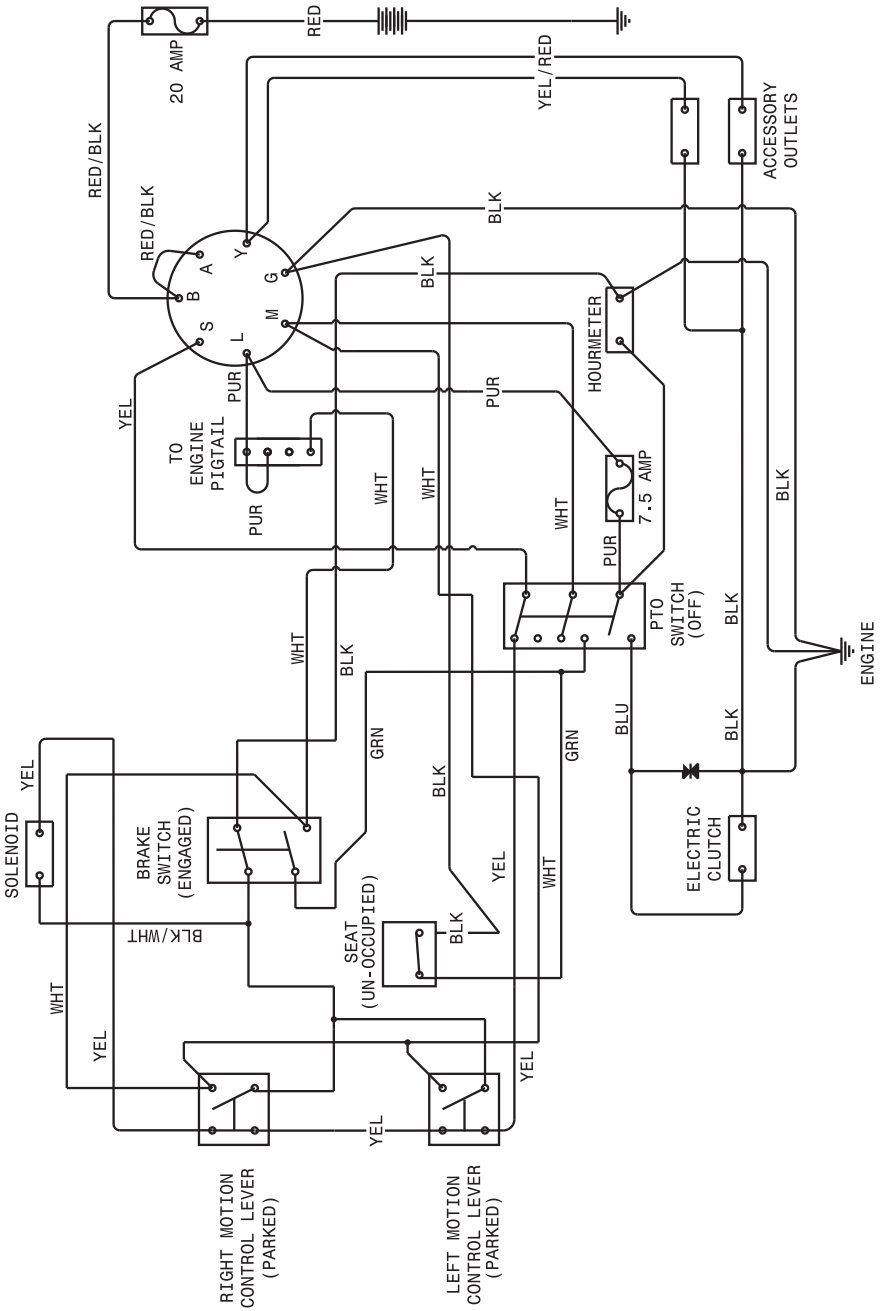 RED
20 AMP
RED/BLK
RED/BLK
YEL/RED
ACCESSORY
OUTLETS
A
B
S
L
M
G
Y
BLK
BLK
HOURMETER
YEL
PUR
TO
ENGINE
PIGTAIL
PUR
WHT
WHT
PUR
WHT
7.5 AMP
PUR
BLK
PTO
SWITCH
(OFF)
BLK
ENGINE
WHT
BLK
GRN
GRN
BLU
BLK
YEL
SOLENOID
BRAKE
SWITCH
(ENGAGED)
BLK
YEL
WHT
ELECTRIC
CLUTCH
BLK/WHT
SEAT
(UN-OCCUPIED)
BLK
WHT
YEL
YEL
YEL
RIGHT MOTION
CONTROL LEVER
(PARKED)
LEFT MOTION
CONTROL LEVER
(PARKED)